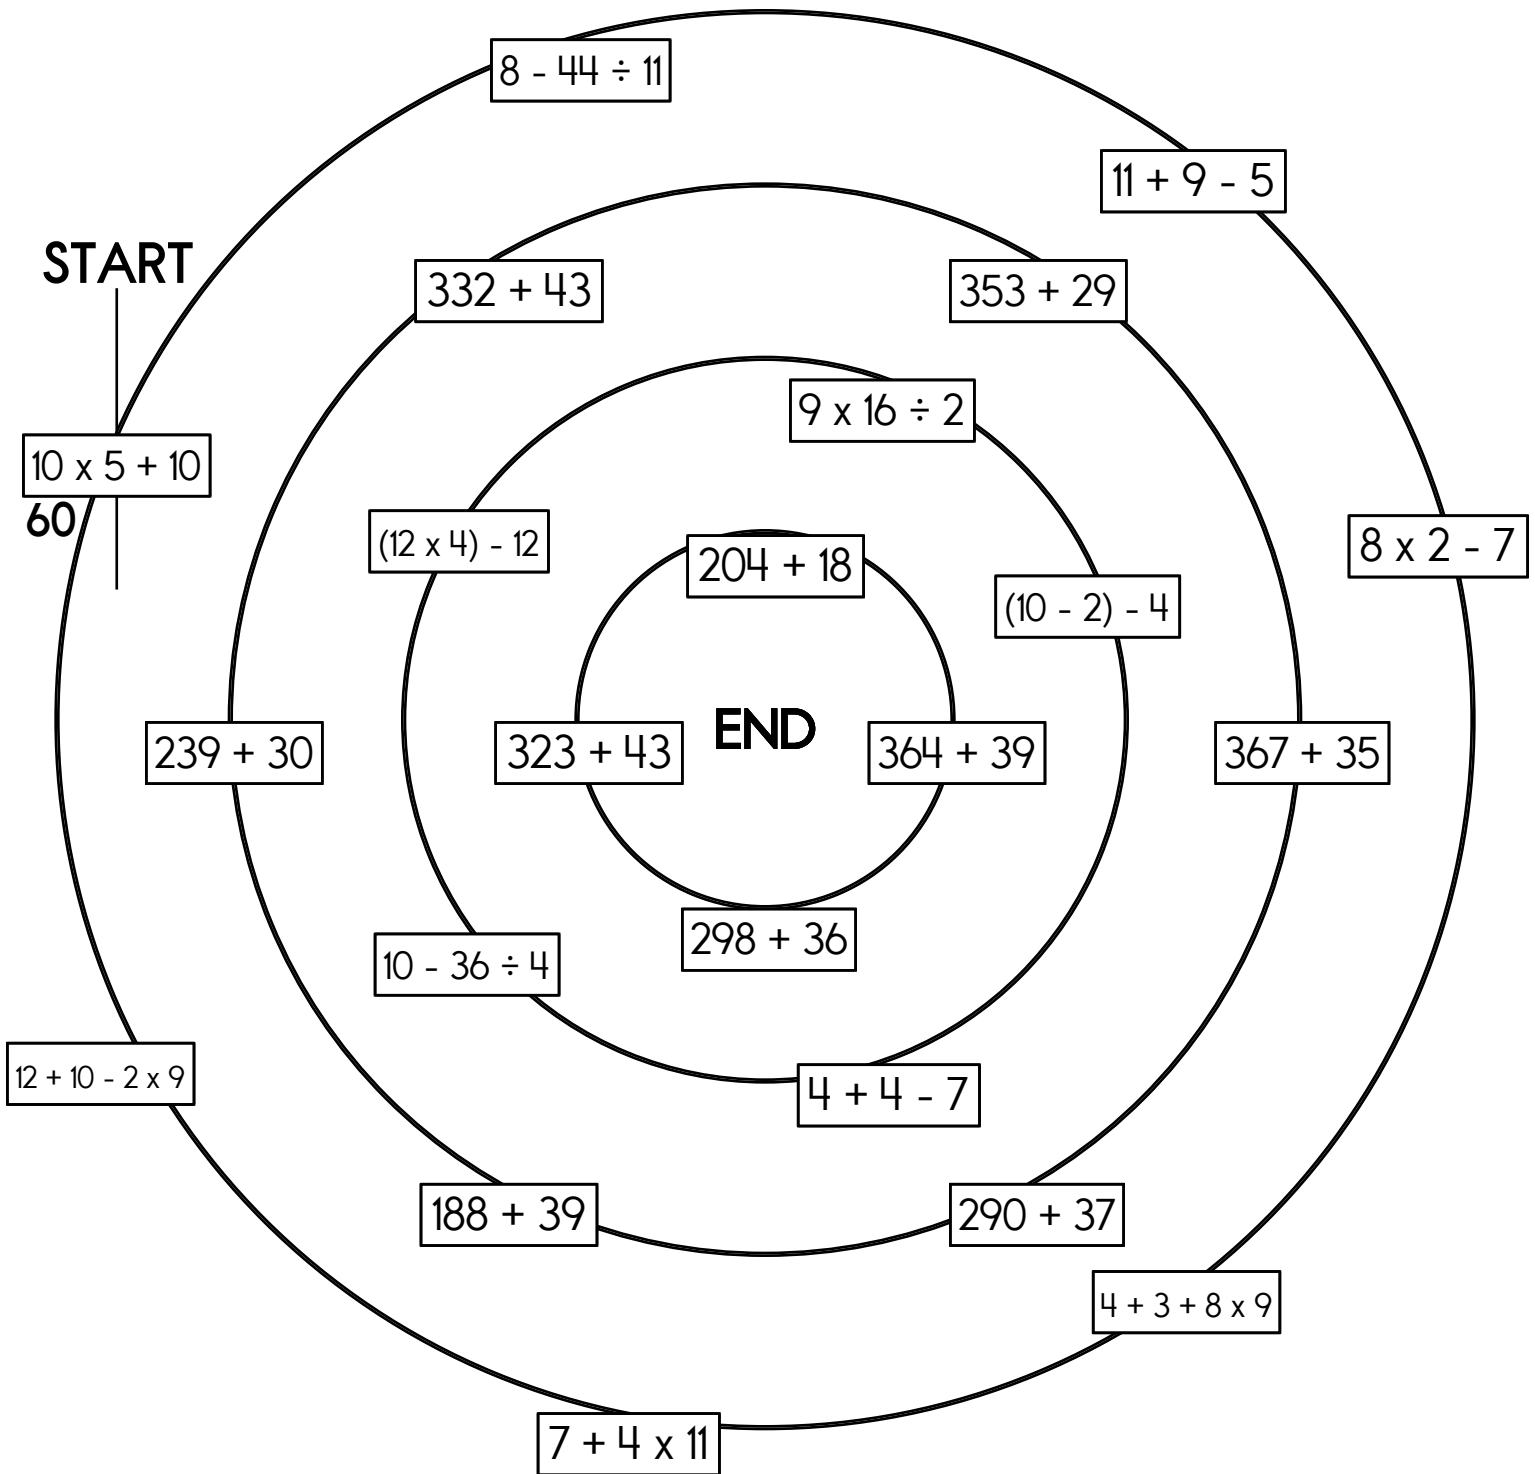 8 - 44 ÷ 11
11 + 9 - 5
START
332 + 43
353 + 29
9 x 16 ÷ 2
10 x 5 + 10
60
(12 x 4) - 12
204 + 18
8 x 2 - 7
(10 - 2) - 4
239 + 30
323 + 43
END
364 + 39
367 + 35
298 + 36
10 - 36 ÷ 4
12 + 10 - 2 x 9
4 + 4 - 7
188 + 39
290 + 37
4 + 3 + 8 x 9
7 + 4 x 11